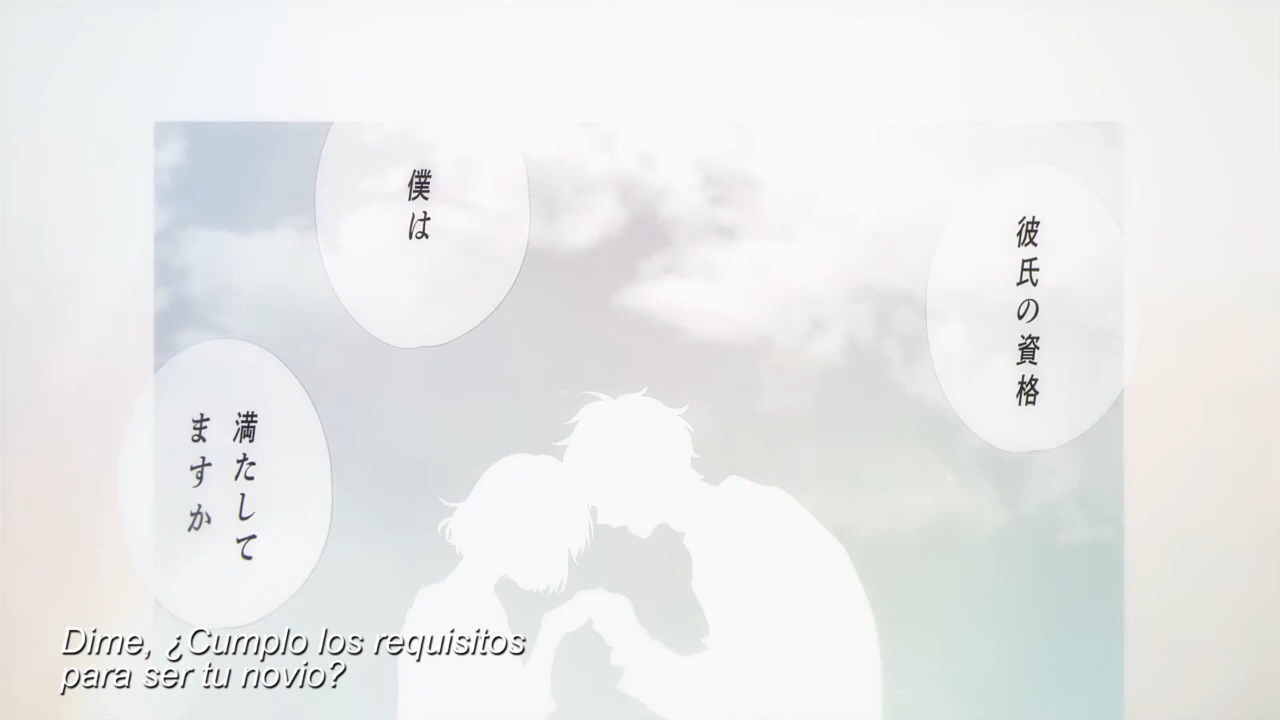 彼氏の資格
僕は
満たして
ますか
Dime, ¿Cumplo los requisitos
para ser tu novio?